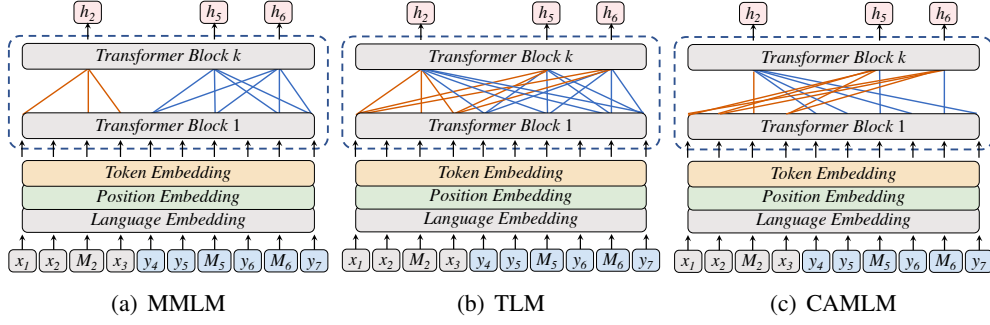 h2 h5 h6
Transformer Block k
Transformer Block 1
Token Embedding
Position Embedding
Language Embedding
x1 x2 M2 x3 y4 y5 M5 y6 M6 y7
(a) MMLM
h2 h5 h6
Transformer Block k
Transformer Block 1
Token Embedding
Position Embedding
Language Embedding
x1 x2 M2 x3 y4 y5 M5 y6 M6 y7
(b) TLM
h2 h5 h6
Transformer Block k
Transformer Block 1
Token Embedding
Position Embedding
Language Embedding
x1 x2 M2 x3 y4 y5 M5 y6 M6 y7
(c) CAMLM